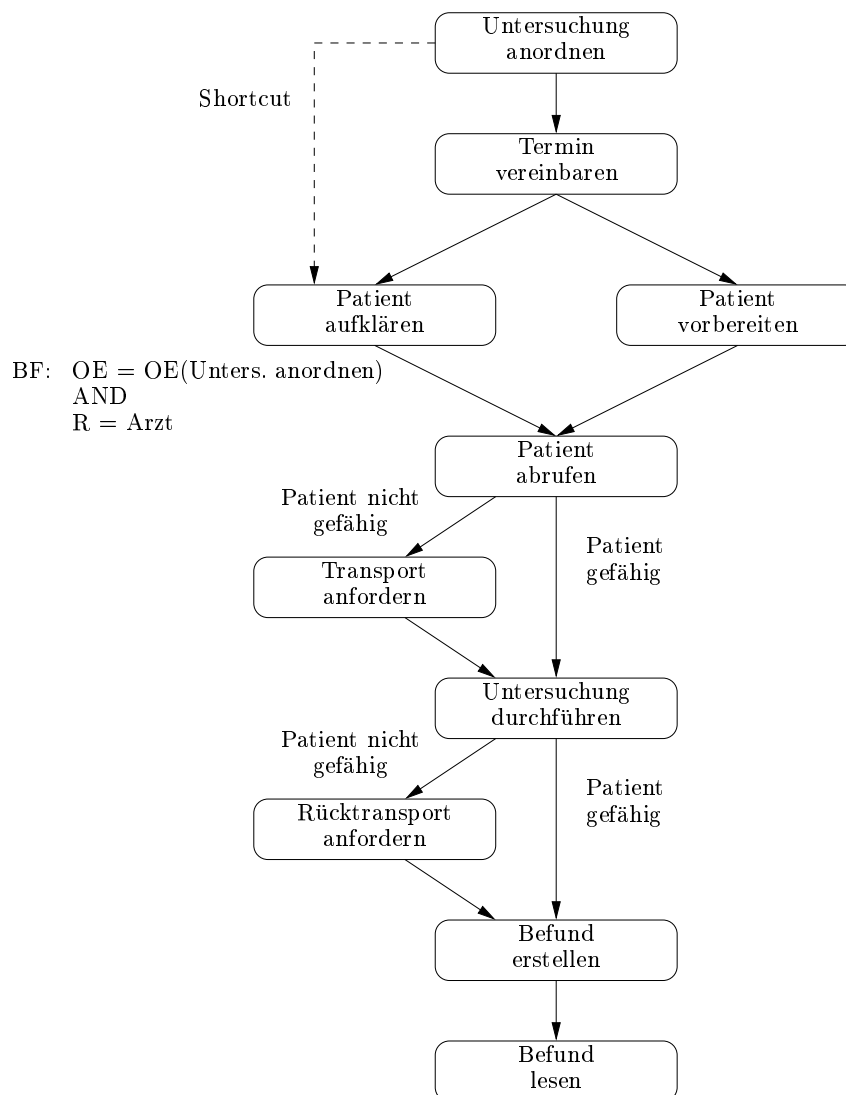 Untersuchung
anordnen
Shortcut
Termin
vereinbaren
Patient
aufklären
Patient
vorbereiten
BF: OE = OE(Unters. anordnen)
AND
R = Arzt
Patient
abrufen
Patient nicht
gefähig
Patient
gefähig
Transport
anfordern
Untersuchung
durchführen
Patient nicht
gefähig
Patient
gefähig
Rücktransport
anfordern
Befund
erstellen
Befund
lesen